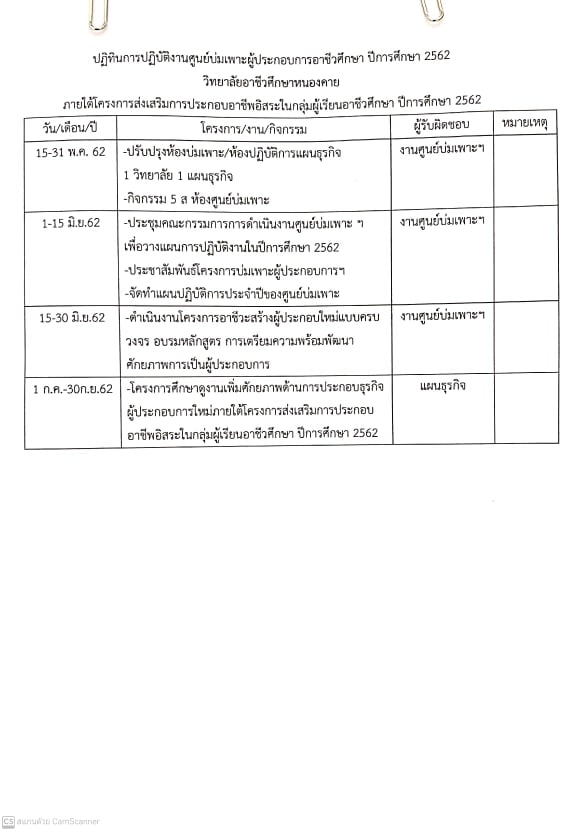 ปฏิทินการปฏิบัติงานศูนย์บ่มเพาะผู้ประกอบการอาชีวศึกษา ปีการศึกษา 2562
วิทยาลัยอาชีวศึกษาหนองคาย
ภายใต้โครงการส่งเสริมการประกอบอาชีพอิสระในกลุ่มผู้เรียนอาชีวศึกษา ปีการศึกษา 2562
วัน/เดือน/ปี โครงการ/งาน/กิจกรรม ผู้รับผิดชอบ หมายเหตุ
15-31 พ.ค. 62 -ปรับปรุงห้องบ่มเพาะ/ห้องปฏิบัติการแผนธุรกิจ งานศูนย์บ่มเพาะฯ
1 วิทยาลัย 1 แผนธุรกิจ
-กิจกรรม 5 ส ห้องศูนย์บ่มเพาะ
1-15 มิ.ย.62 -ประชุมคณะกรรมการการดำเนินงานศูนย์บ่มเพาะ ฯ งานศูนย์บ่มเพาะฯ
เพื่อวางแผนการปฏิบัติงานในปีการศึกษา 2562
-ประชาสัมพันธ์โครงการบ่มเพาะผู้ประกอบการฯ
-จัดทำแผนปฏิบัติการประจำปีของศูนย์บ่มเพาะ
15-30 มิ.ย.62 -ดำเนินงานโครงการอาชีวะสร้างผู้ประกอบใหม่แบบครบ งานศูนย์บ่มเพาะฯ
วงจร อบรมหลักสูตร การเตรียมความพร้อมพัฒนา
ศักยภาพการเป็นผู้ประกอบการ
1 ก.ค.-30ก.ย.62 -โครงการศึกษาดูงานเพิ่มศักยภาพด้านการประกอบธุรกิจ แผนธุรกิจ
ผู้ประกอบการใหม่ภายใต้โครงการส่งเสริมการประกอบ
อาชีพอิสระในกลุ่มผู้เรียนอาชีวศึกษา ปีการศึกษา 2562
CS สแกนด้วย CamScanner